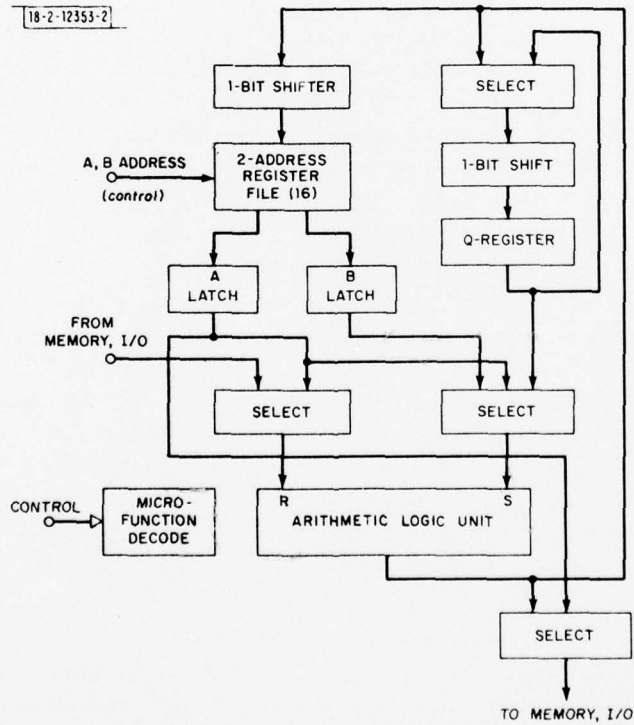 18-2-12353-2
1-BIT SHIFTER
SELECT
A, B ADDRESS
(control)
2-ADDRESS
REGISTER
FILE (16)
1-BIT SHIFT
Q-REGISTER
A
LATCH
B
LATCH
FROM
MEMORY, I/O
SELECT
SELECT
CONTROL
MICRO-
FUNCTION
DECODE
R
S
ARITHMETIC LOGIC UNIT
SELECT
TO MEMORY, I/O